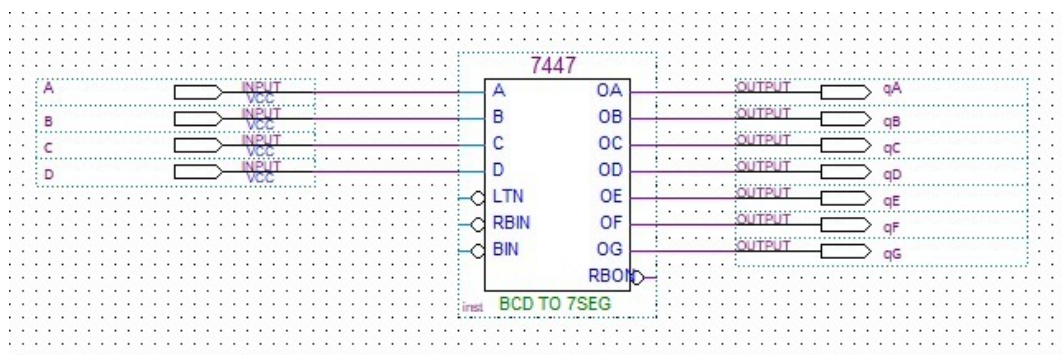 7447
A INPUT VCC A OA OUTPUT qA
B INPUT VCC B OB OUTPUT qB
C INPUT VCC C OC OUTPUT qC
D INPUT VCC D OD OUTPUT qD
LTN OE OUTPUT qE
RBIN OF OUTPUT qF
BIN OG OUTPUT qG
RBON
inst BCD TO 7SEG